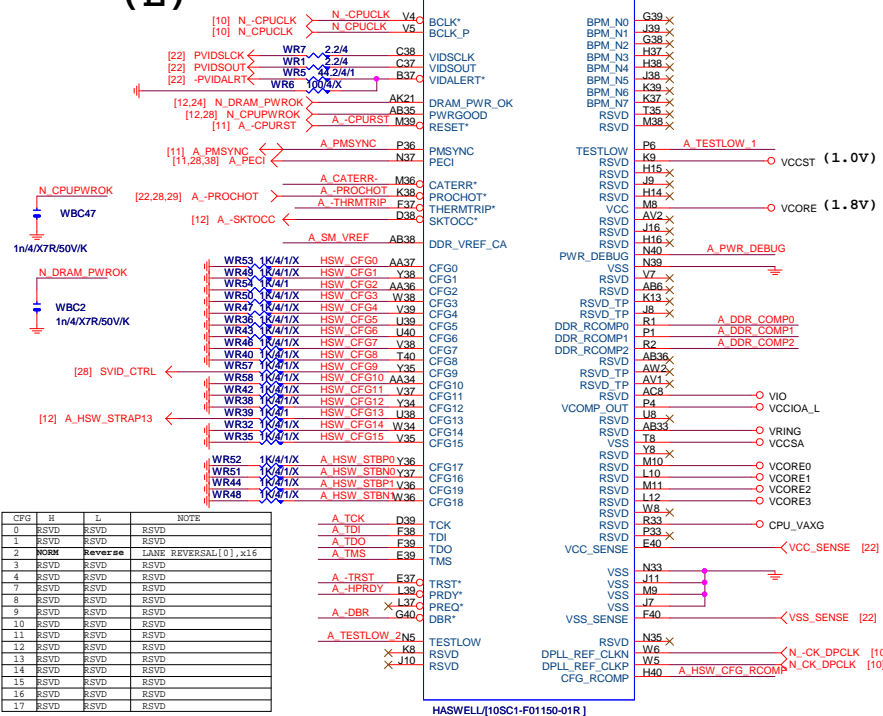 (E)
[10] N_-CPUCLK N_-CPUCLK V4 BCLK*
[10] N_CPUCLK N_CPUCLK V5 BCLK_P
[22] PVIDSLCK WR7 2.2/4 C38 VIDSCLK
[22] PVIDSOUT WR1 2.2/4 C37 VIDSOUT
[22] -PVIDALRT WR5 44.2/4/1 B37 VIDALERT*
WR6 100/4/X
[12,24] N_DRAM_PWROK AK21 DRAM_PWR_OK
[12,28] N_CPUPWROK AB35 PWRGOOD
[11] A_-CPURST A_-CPURST M39 RESET*
[11] A_PMSYNC A_PMSYNC P36 PMSYNC
[11,28,38] A_PECI N37 PECI
A_CATERR- M36 CATERR*
[22,28,29] A_-PROCHOT A_-PROCHOT K38 PROCHOT*
A_-THRMTRIP F37 THERMTRIP*
[12] A_-SKTOCC D38 SKTOCC*
A_SM_VREF AB38 DDR_VREF_CA
N_CPUPWROK
WBC47
1n/4/X7R/50V/K
N_DRAM_PWROK
WBC2
1n/4/X7R/50V/K
WR53 1K/4/1/X HSW_CFG0 AA37 CFG0
WR49 1K/4/1/X HSW_CFG1 Y38 CFG1
WR54 1K/4/1 HSW_CFG2 AA36 CFG2
WR50 1K/4/1/X HSW_CFG3 W38 CFG3
WR47 1K/4/1/X HSW_CFG4 V39 CFG4
WR36 1K/4/1/X HSW_CFG5 U39 CFG5
WR43 1K/4/1/X HSW_CFG6 U40 CFG6
WR46 1K/4/1/X HSW_CFG7 V38 CFG7
WR40 1K/4/1/X HSW_CFG8 T40 CFG8
[28] SVID_CTRL WR57 1K/4/1/X HSW_CFG9 Y35 CFG9
WR58 1K/4/1/X HSW_CFG10 AA34 CFG10
WR42 1K/4/1/X HSW_CFG11 V37 CFG11
WR38 1K/4/1/X HSW_CFG12 Y34 CFG12
[12] A_HSW_STRAP13 WR39 1K/4/1 HSW_CFG13 U38 CFG13
WR32 1K/4/1/X HSW_CFG14 W34 CFG14
WR35 1K/4/1/X HSW_CFG15 V35 CFG15
WR52 1K/4/1/X A_HSW_STBP0 Y36 CFG17
WR51 1K/4/1/X A_HSW_STBN0 Y37 CFG16
WR44 1K/4/1/X A_HSW_STBP1 V36 CFG19
WR48 1K/4/1/X A_HSW_STBN1 W36 CFG18
A_TCK D39 TCK
A_TDI F38 TDI
A_TDO F39 TDO
A_TMS E39 TMS
A_-TRST E37 TRST*
A_-HPRDY L39 PRDY*
L37 PREQ*
A_-DBR G40 DBR*
A_TESTLOW_2 N5 TESTLOW
K8 RSVD
J10 RSVD
G39 BPM_N0
J39 BPM_N1
G38 BPM_N2
H37 BPM_N3
H38 BPM_N4
J38 BPM_N5
K39 BPM_N6
K37 BPM_N7
T35 RSVD
M38 RSVD
TESTLOW P6 A_TESTLOW_1
RSVD K9 VCCST (1.0V)
RSVD H15
RSVD J9
RSVD H14
VCC M8 VCORE (1.8V)
RSVD AV2
RSVD J16
RSVD H16
PWR_DEBUG N40 A_PWR_DEBUG
VSS N39
RSVD V7
RSVD AB6
RSVD_TP K13
RSVD_TP J8
DDR_RCOMP0 R1 A_DDR_COMP0
DDR_RCOMP1 P1 A_DDR_COMP1
DDR_RCOMP2 R2 A_DDR_COMP2
RSVD AB36
RSVD_TP AW2
RSVD_TP AV1
RSVD AC8 VIO
VCOMP_OUT P4 VCCIOA_L
RSVD U8
RSVD AB33 VRING
VSS T8 VCCSA
RSVD Y8
RSVD M10 VCORE0
RSVD L10 VCORE1
RSVD M11 VCORE2
RSVD L12 VCORE3
RSVD W8
RSVD R33 CPU_VAXG
RSVD P33
VCC_SENSE E40 VCC_SENSE [22]
VSS N33
VSS J11
VSS M9
VSS J7
VSS_SENSE F40 VSS_SENSE [22]
RSVD N35
DPLL_REF_CLKN W6 N_-CK_DPCLK [10
DPLL_REF_CLKP W5 N_CK_DPCLK [10]
CFG_RCOMP H40 A_HSW_CFG_RCOMP
CFG H L NOTE
0 RSVD RSVD RSVD
1 RSVD RSVD RSVD
2 NORM Reverse LANE REVERSAL[0],x16
3 RSVD RSVD RSVD
4 RSVD RSVD RSVD
7 RSVD RSVD RSVD
8 RSVD RSVD RSVD
9 RSVD RSVD RSVD
10 RSVD RSVD RSVD
11 RSVD RSVD RSVD
12 RSVD RSVD RSVD
13 RSVD RSVD RSVD
14 RSVD RSVD RSVD
15 RSVD RSVD RSVD
16 RSVD RSVD RSVD
17 RSVD RSVD RSVD
HASWELL/[10SC1-F01150-01R ]